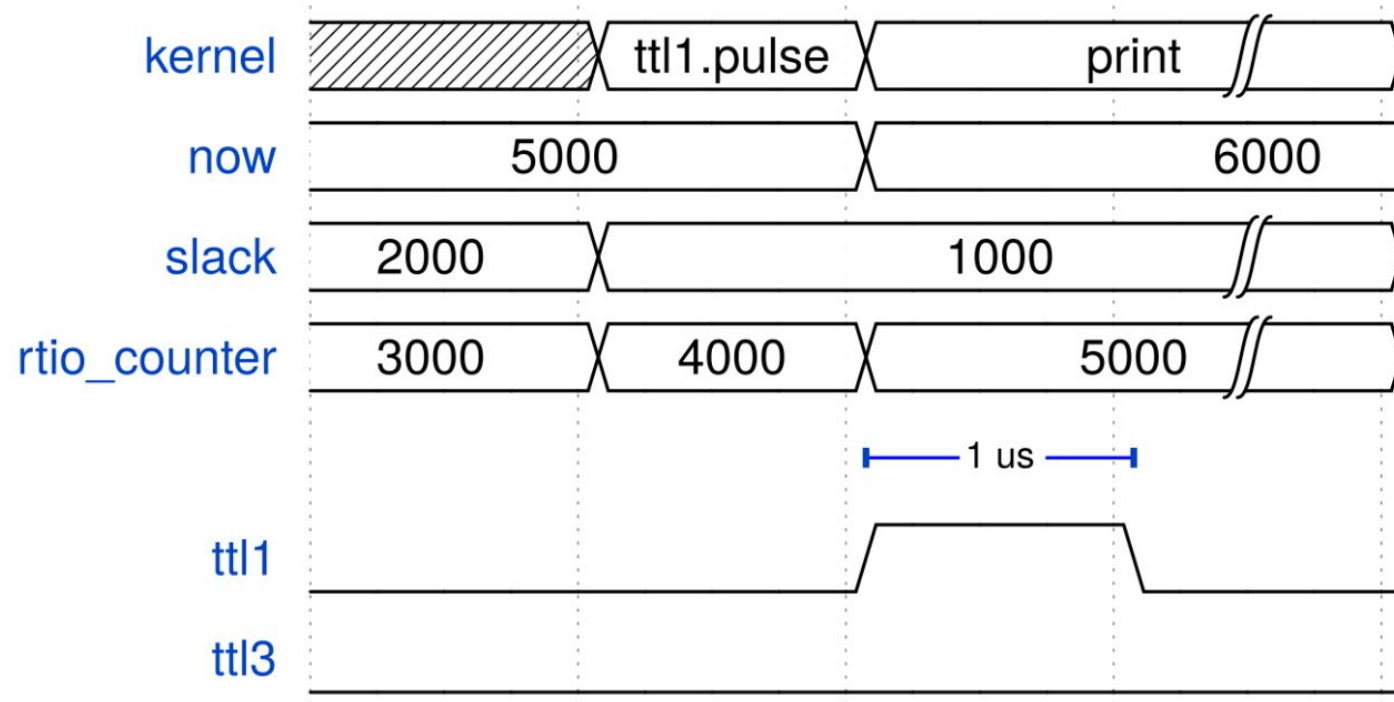 kernel ttl1.pulse print
now 5000 6000
slack 2000 1000
rtio_counter 3000 4000 5000
1 us
ttl1
ttl3